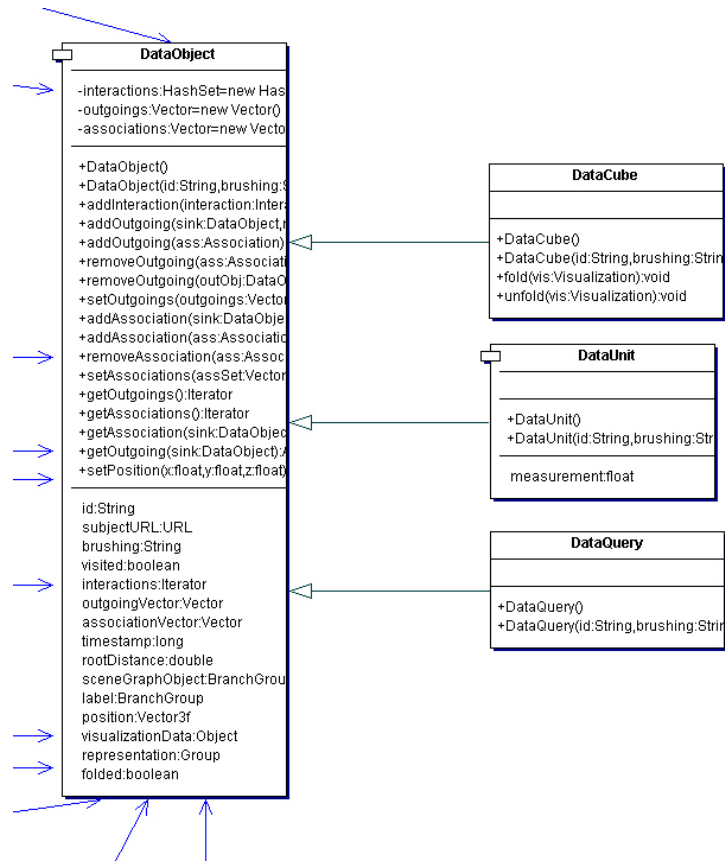 DataObject
-interactions:HashSet=new Has
-outgoings:Vector=new Vector()
-associations:Vector=new Vecto
+DataObject()
+DataObject(id:String,brushing:S
+addInteraction(interaction:Intera
+addOutgoing(sink:DataObject,r
+addOutgoing(ass:Association)
+removeOutgoing(ass:Associati
+removeOutgoing(outObj:DataO
+setOutgoings(outgoings:Vector
+addAssociation(sink:DataObje
+addAssociation(ass:Associatio
+removeAssociation(ass:Assoc
+setAssociations(assSet:Vector
+getOutgoings():Iterator
+getAssociations():Iterator
+getAssociation(sink:DataObjec
+getOutgoing(sink:DataObject):A
+setPosition(x:float,y:float,z:float)
id:String
subjectURL:URL
brushing:String
visited:boolean
interactions:Iterator
outgoingVector:Vector
associationVector:Vector
timestamp:long
rootDistance:double
sceneGraphObject:BranchGrou
label:BranchGroup
position:Vector3f
visualizationData:Object
representation:Group
folded:boolean
DataCube
+DataCube()
+DataCube(id:String,brushing:Strin
+fold(vis:Visualization):void
+unfold(vis:Visualization):void
DataUnit
+DataUnit()
+DataUnit(id:String,brushing:Stri
measurement:float
DataQuery
+DataQuery()
+DataQuery(id:String,brushing:Strin